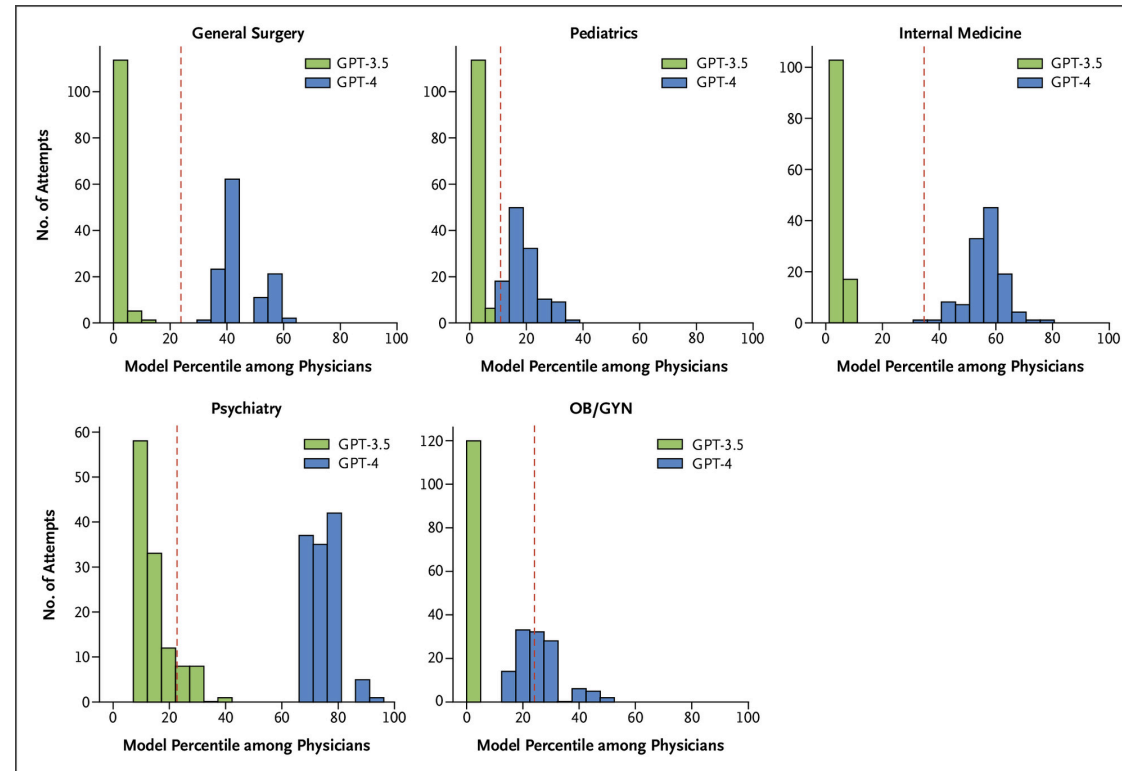 General Surgery
GPT-3.5
GPT-4
100
80
60
40
20
0
0 20 40 60 80 100
No. of Attempts
Model Percentile among Physicians
Pediatrics
GPT-3.5
GPT-4
100
80
60
40
20
0
0 20 40 60 80 100
Model Percentile among Physicians
Internal Medicine
GPT-3.5
GPT-4
100
80
60
40
20
0
0 20 40 60 80 100
Model Percentile among Physicians
Psychiatry
GPT-3.5
GPT-4
60
50
40
30
20
10
0
0 20 40 60 80 100
No. of Attempts
Model Percentile among Physicians
OB/GYN
GPT-3.5
GPT-4
120
100
80
60
40
20
0
0 20 40 60 80 100
Model Percentile among Physicians